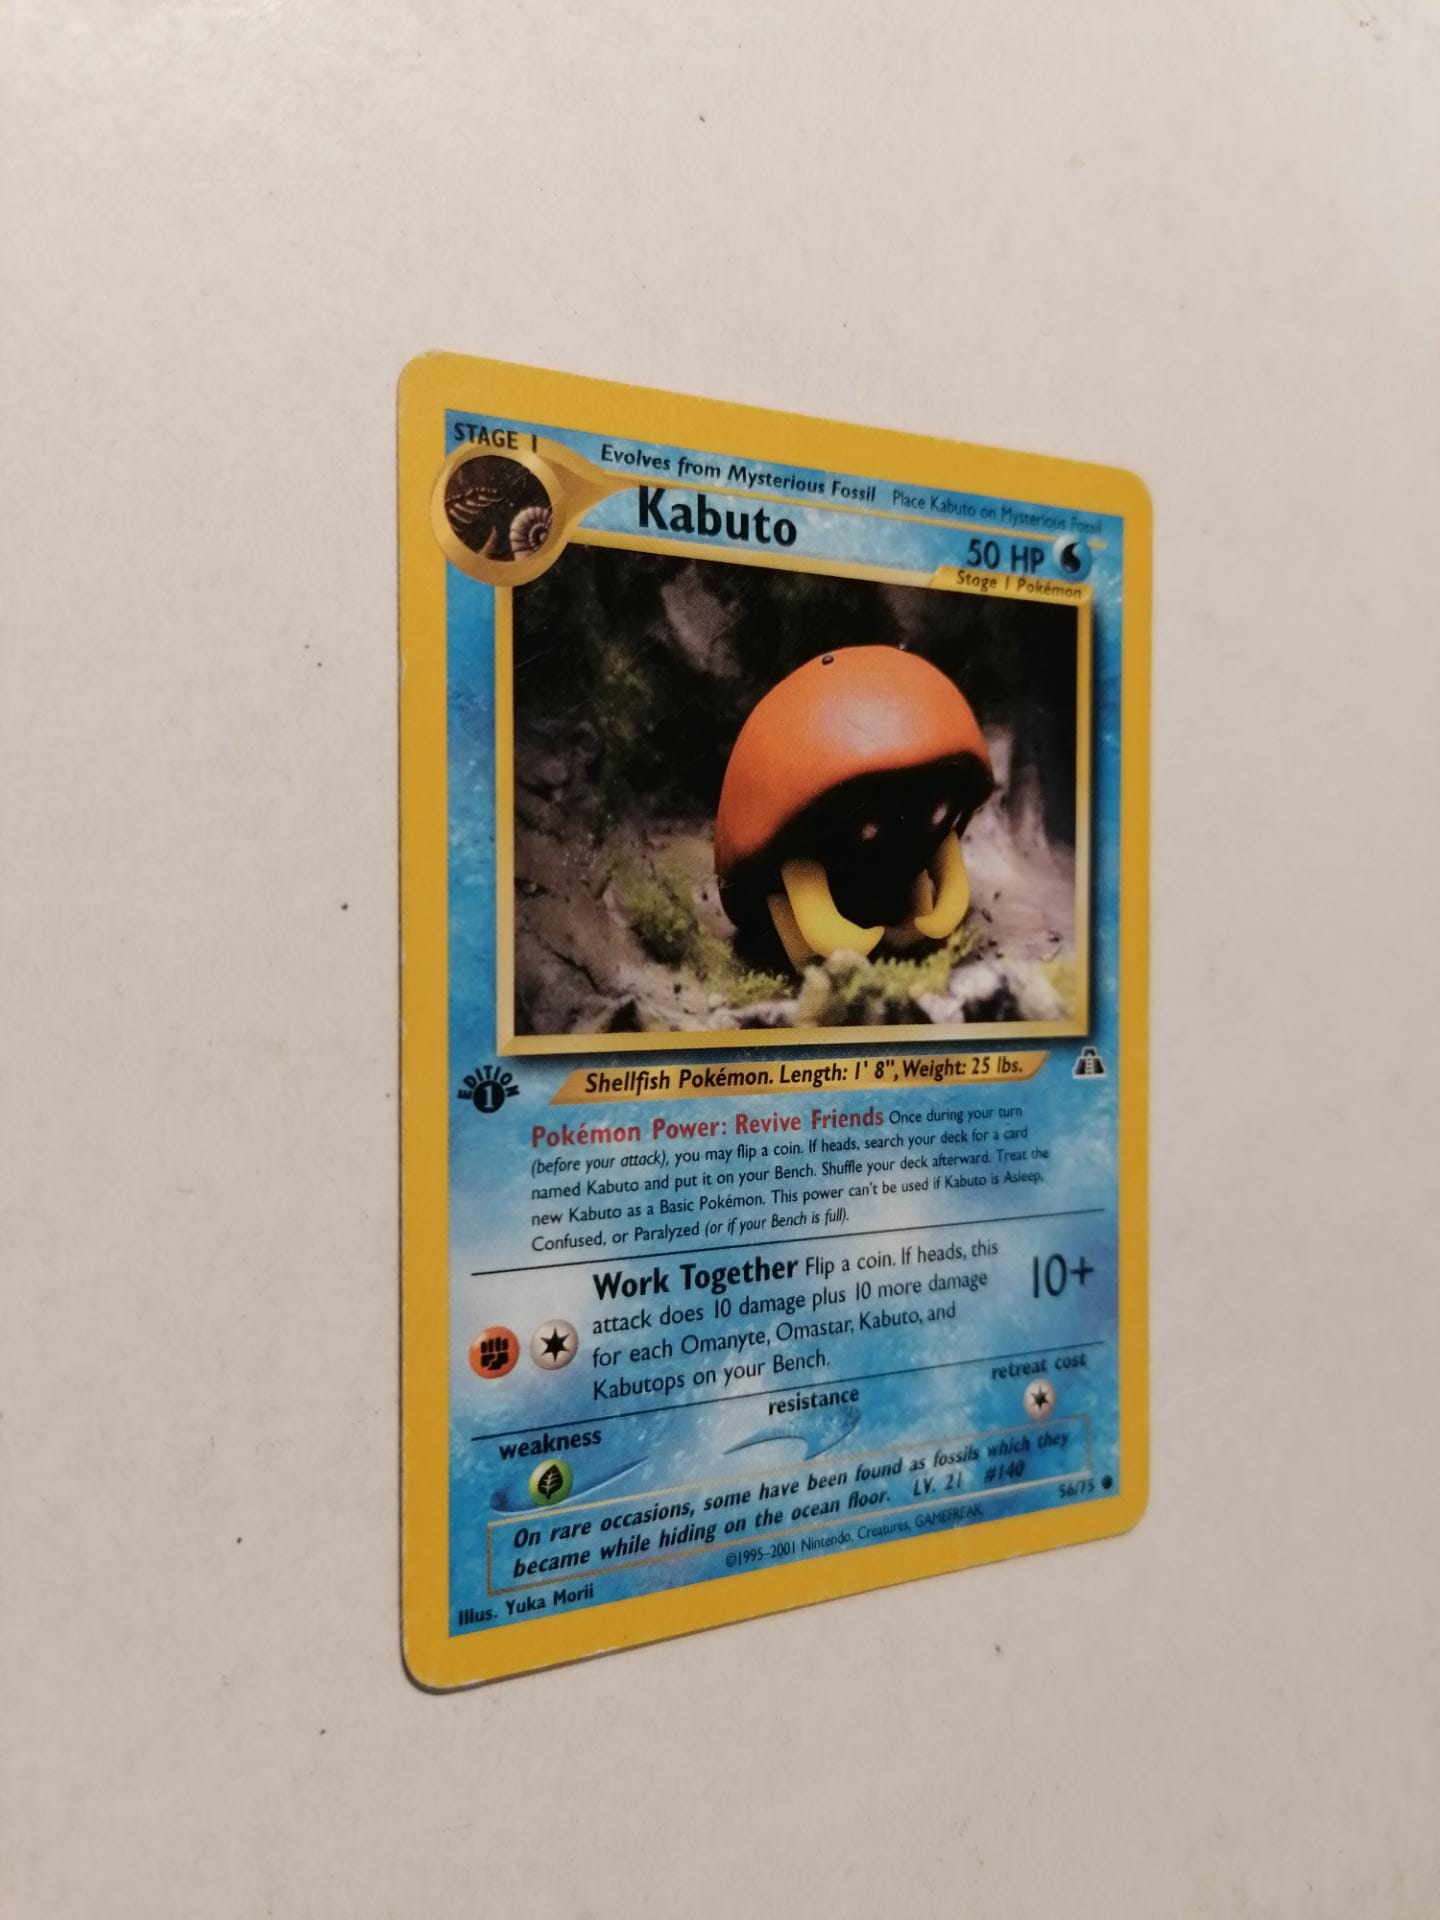 STAGE 1
Evolves from Mysterious Fossil Place Kabuto on Mysterious Fossil
Kabuto
50 HP
Stage 1 Pokémon
EDITION
1
Shellfish Pokémon. Length: 1' 8", Weight: 25 lbs.
Pokémon Power: Revive Friends Once during your turn
(before your attack), you may flip a coin. If heads, search your deck for a card
named Kabuto and put it on your Bench. Shuffle your deck afterward. Treat the
new Kabuto as a Basic Pokémon. This power can't be used if Kabuto is Asleep,
Confused, or Paralyzed (or if your Bench is full).
Work Together Flip a coin. If heads, this
attack does 10 damage plus 10 more damage
for each Omanyte, Omastar, Kabuto, and
Kabutops on your Bench.
10+
weakness
resistance
retreat cost
On rare occasions, some have been found as fossils which they
became while hiding on the ocean floor. LV. 21 #140
Illus. Yuka Morii
©1995-2001 Nintendo, Creatures, GAMEFREAK.
56/75